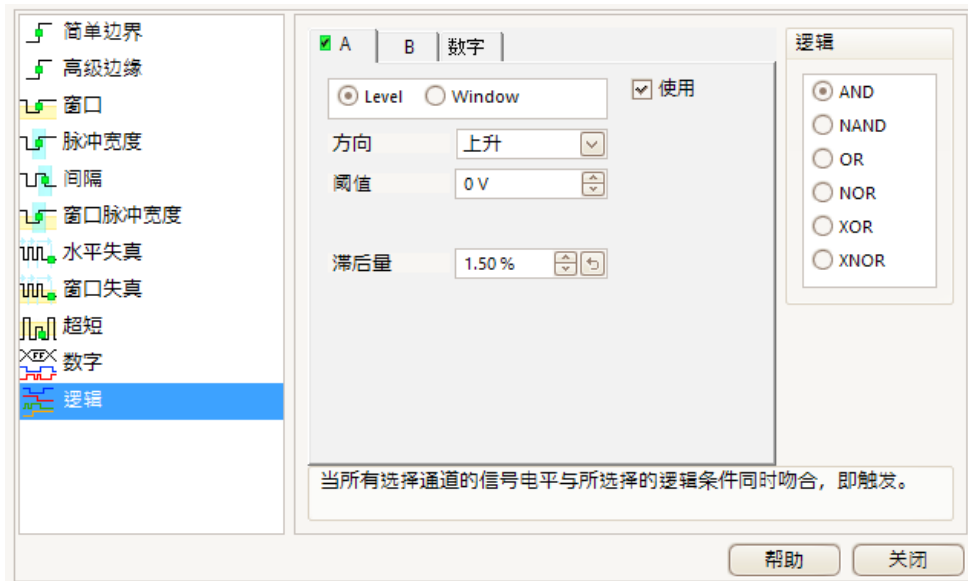 简单边界
高级边缘
窗口
脉冲宽度
间隔
窗口脉冲宽度
水平失真
窗口失真
超短
数字
逻辑
A B 数字
Level Window
使用
方向 上升
阈值 0 V
滞后量 1.50 %
逻辑
AND
NAND
OR
NOR
XOR
XNOR
当所有选择通道的信号电平与所选择的逻辑条件同时吻合，即触发。
帮助 关闭